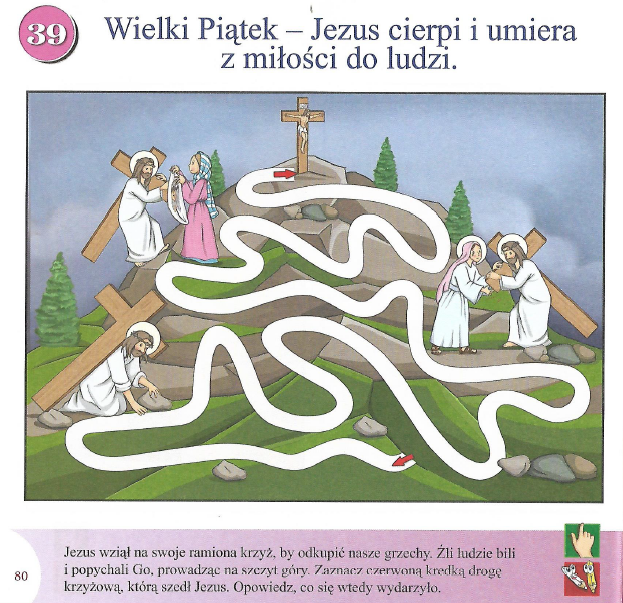 39
Wielki Piątek – Jezus cierpi i umiera
z miłości do ludzi.
Jezus wziął na swoje ramiona krzyż, by odkupić nasze grzechy. Źli ludzie bili
i popychali Go, prowadząc na szczyt góry. Zaznacz czerwoną kredką drogę
krzyżową, którą szedł Jezus. Opowiedz, co się wtedy wydarzyło.
80